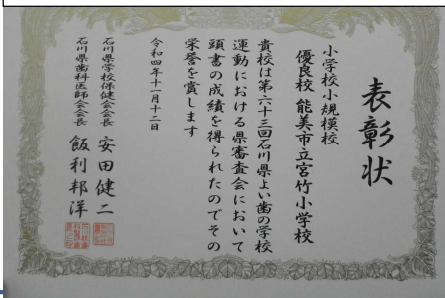 表彰状
小学校小規模校
優良校 能美市立宮竹小学校
貴校は第六十三回石川県よい歯の学校
運動における県審査会において
頭書の成績を得られたのでその
栄誉を賞します
令和四年十一月十二日
石川県学校保健会会長 安田健二
石川県歯科医師会会長 飯利邦洋